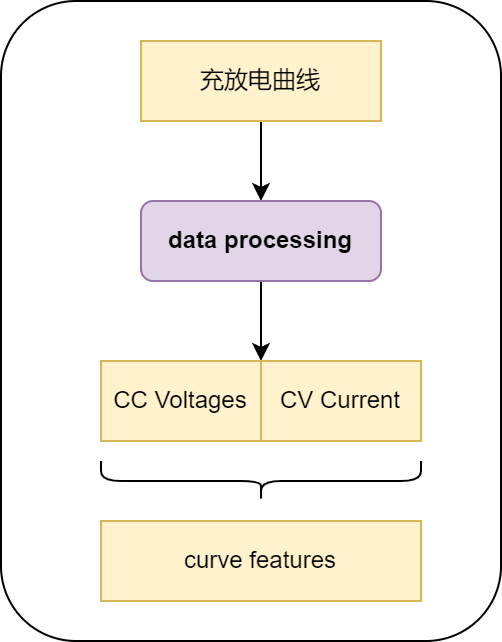 充放电曲线
data processing
CC Voltages
CV Current
curve features